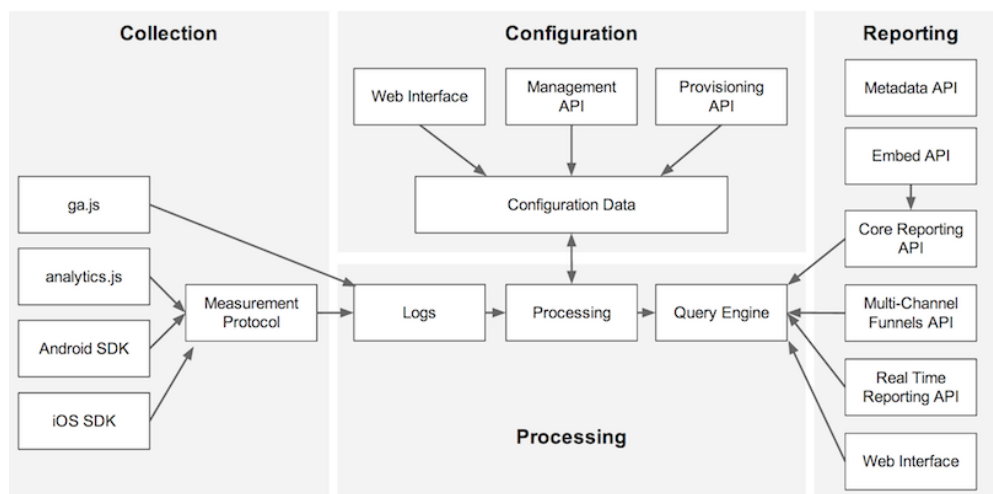 Collection
ga.js
analytics.js
Android SDK
iOS SDK
Measurement
Protocol
Configuration
Web Interface
Management
API
Provisioning
API
Configuration Data
Logs
Processing
Query Engine
Processing
Reporting
Metadata API
Embed API
Core Reporting
API
Multi-Channel
Funnels API
Real Time
Reporting API
Web Interface